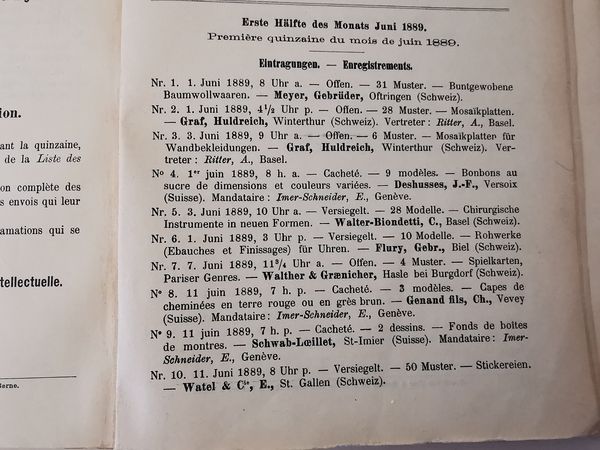 ion.
ant la quinzaine,
de la Liste des
on complète des
s envois qui leur
amations qui se
tellectuelle.
Berne.
Erste Hälfte des Monats Juni 1889.
Première quinzaine du mois de juin 1889.
Eintragungen. — Enregistrements.
Nr. 1. 1. Juni 1889, 8 Uhr a. — Offen. — 31 Muster. — Buntgewobene
Baumwollwaaren. — Meyer, Gebrüder, Oftringen (Schweiz).
Nr. 2. 1. Juni 1889, 4½ Uhr p. — Offen. — 28 Muster. — Mosaïkplatten.
— Graf, Huldreich, Winterthur (Schweiz). Vertreter: Ritter, A., Basel.
Nr. 3. 3. Juni 1889, 9 Uhr a. — Offen. — 6 Muster. — Mosaïkplatten für
Wandbekleidungen. — Graf, Huldreich, Winterthur (Schweiz). Ver-
treter: Ritter, A., Basel.
No 4. 1er juin 1889, 8 h. a. — Cacheté. — 9 modèles. — Bonbons au
sucre de dimensions et couleurs variées. — Deshusses, J.-F., Versoix
(Suisse). Mandataire: Imer-Schneider, E., Genève.
Nr. 5. 3. Juni 1889, 10 Uhr a. — Versiegelt. — 28 Modelle. — Chirurgische
Instrumente in neuen Formen. — Walter-Biondetti, C., Basel (Schweiz).
Nr. 6. 1. Juni 1889, 3 Uhr p. — Versiegelt. — 10 Modelle. — Rohwerke
(Ebauches et Finissages) für Uhren. — Flury, Gebr., Biel (Schweiz).
Nr. 7. 7. Juni 1889, 11¾ Uhr a. — Offen. — 4 Muster. — Spielkarten,
Pariser Genres. — Walther & Grænicher, Hasle bei Burgdorf (Schweiz).
No 8. 11 juin 1889, 7 h. p. — Cacheté. — 3 modèles. — Capes de
cheminées en terre rouge ou en grès brun. — Genand fils, Ch., Vevey
(Suisse). Mandataire: Imer-Schneider, E., Genève.
No 9. 11 juin 1889, 7 h. p. — Cacheté. — 2 dessins. — Fonds de boîtes
de montres. — Schwab-Lœillet, St-Imier (Suisse). Mandataire: Imer-
Schneider, E., Genève.
Nr. 10. 11. Juni 1889, 8 Uhr p. — Versiegelt. — 50 Muster. — Stickereien.
— Watel & Cie, E., St. Gallen (Schweiz).